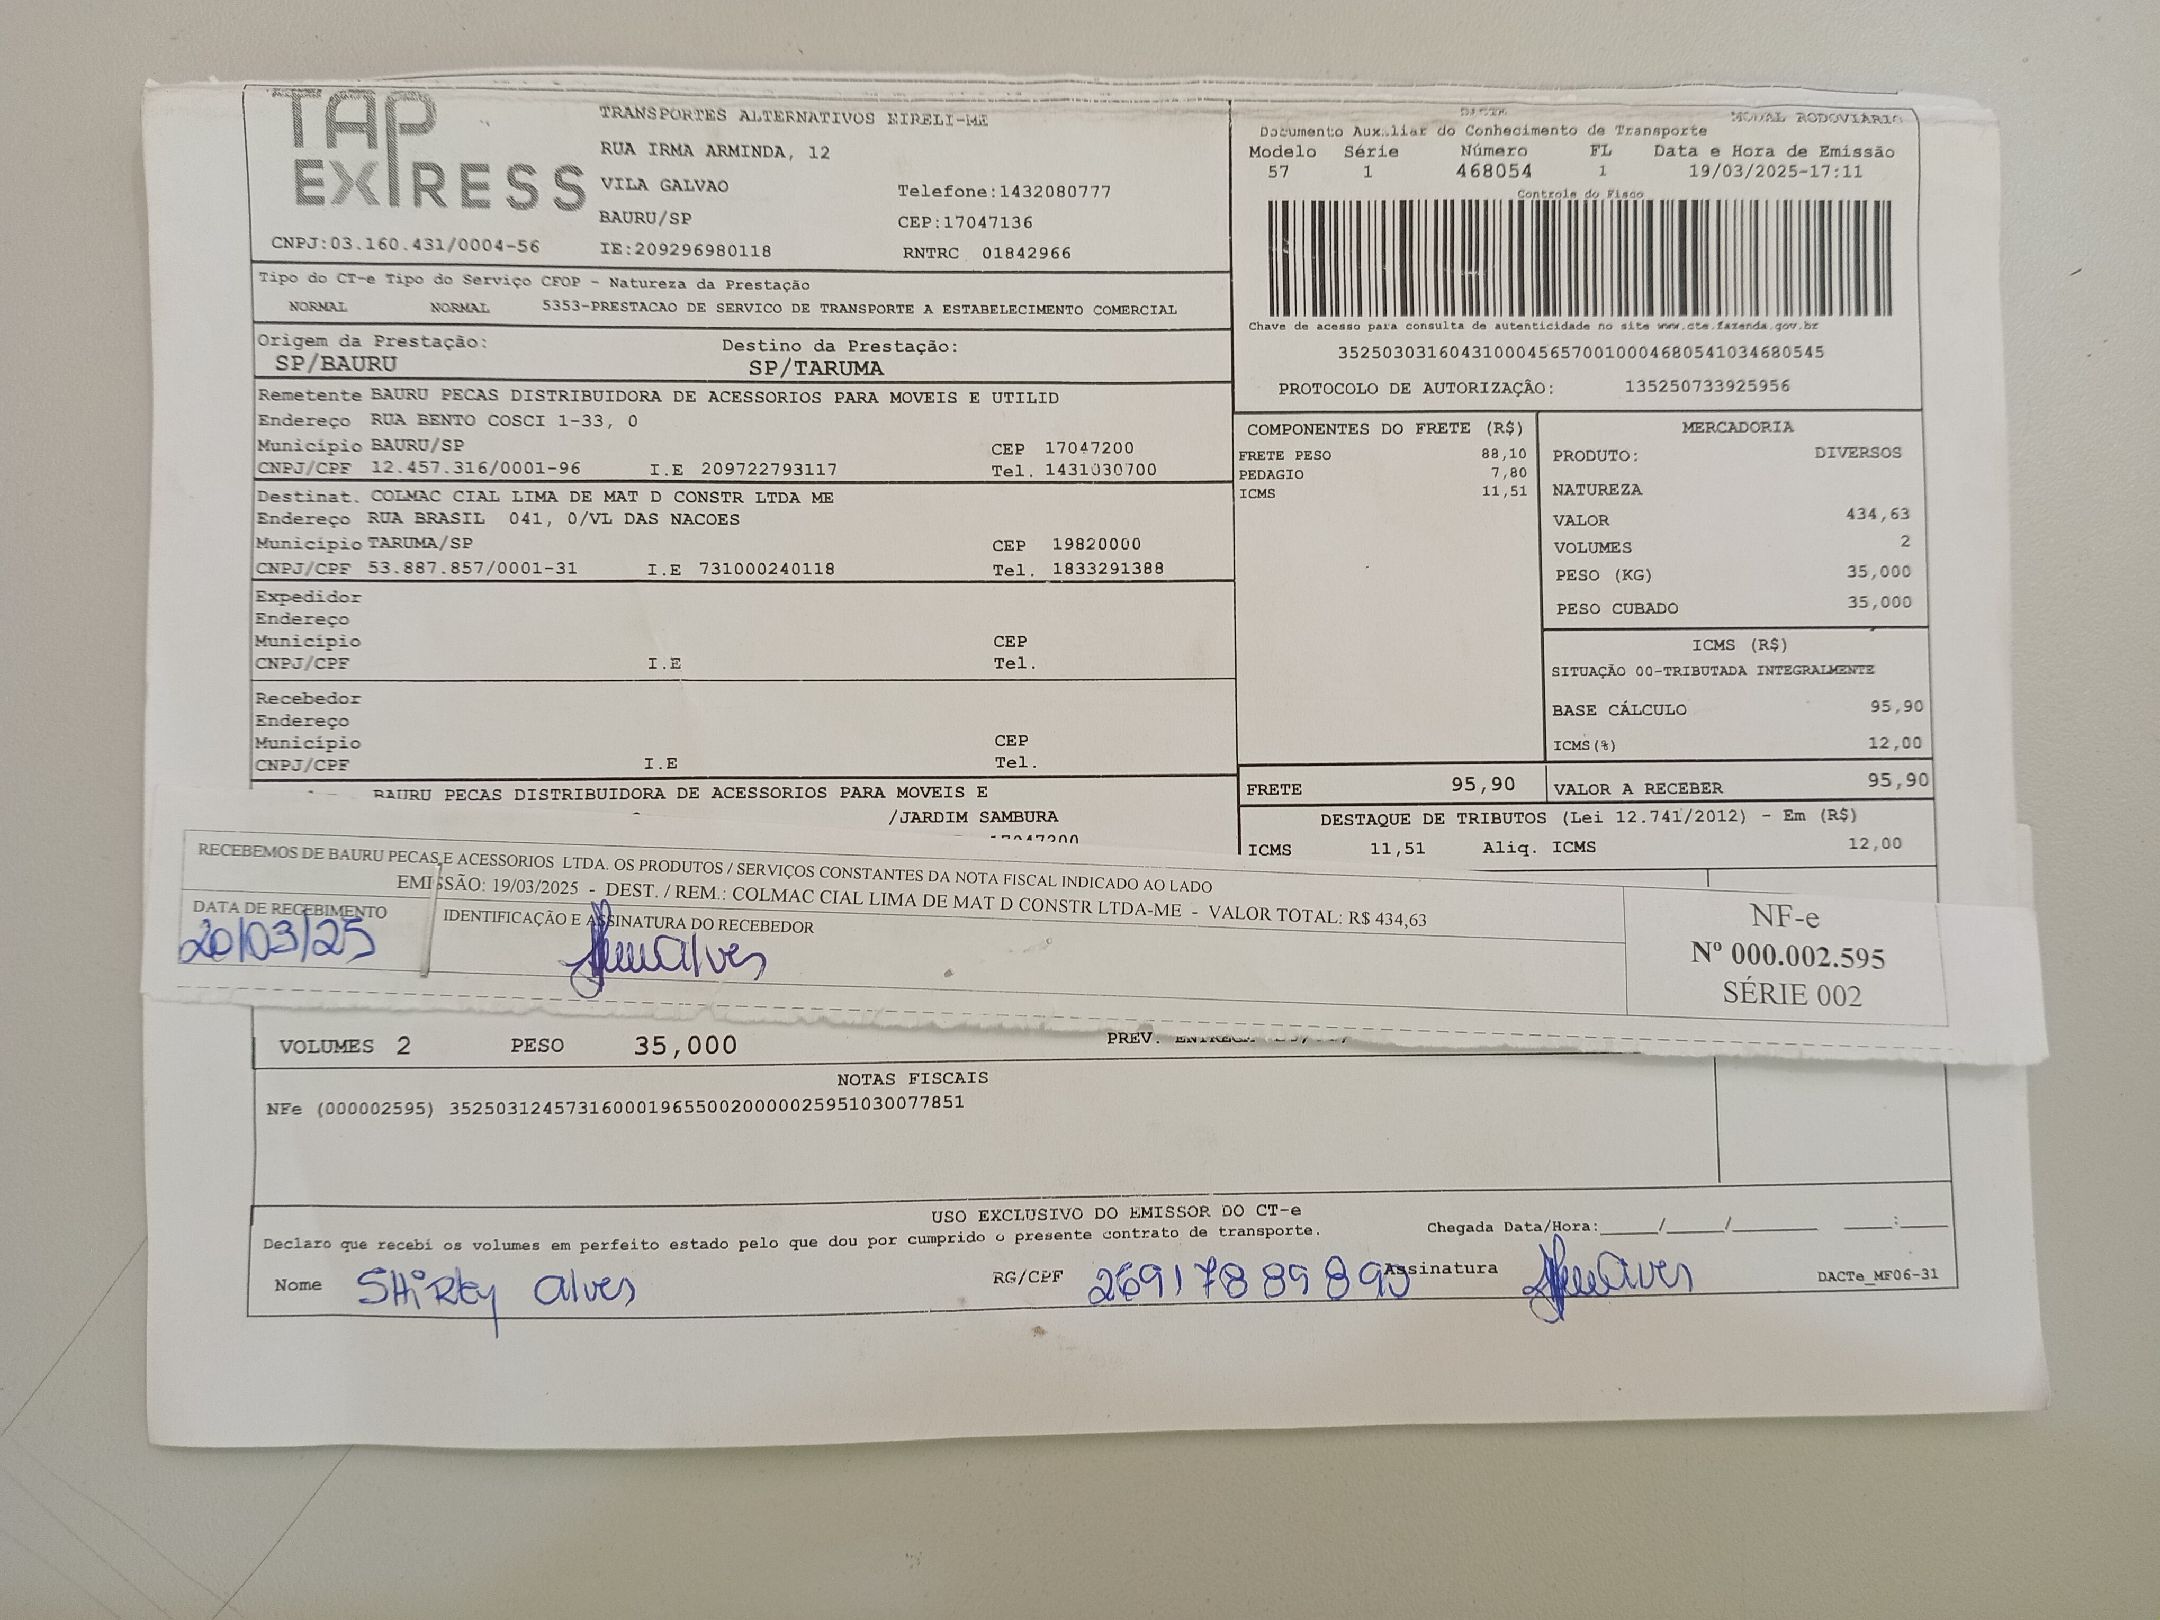 TAP
EXPRESS
CNPJ:03.160.431/0004-56
TRANSPORTES ALTERNATIVOS EIRELI-ME
RUA IRMA ARMINDA, 12
VILA GALVAO Telefone:1432080777
BAURU/SP CEP:17047136
IE:209296980118 RNTRC 01842966
DACTE MODAL RODOVIÁRIO
Documento Auxiliar do Conhecimento de Transporte
Modelo Série Número FL Data e Hora de Emissão
57 1 468054 1 19/03/2025-17:11
Controle do Fisco
Chave de acesso para consulta de autenticidade no site www.cte.fazenda.gov.br
35250303160431000456570010004680541034680545
PROTOCOLO DE AUTORIZAÇÃO: 135250733925956
Tipo do CT-e Tipo do Serviço CFOP - Natureza da Prestação
NORMAL NORMAL 5353-PRESTACAO DE SERVICO DE TRANSPORTE A ESTABELECIMENTO COMERCIAL
Origem da Prestação: Destino da Prestação:
SP/BAURU SP/TARUMA
Remetente BAURU PECAS DISTRIBUIDORA DE ACESSORIOS PARA MOVEIS E UTILID
Endereço RUA BENTO COSCI 1-33, 0
Município BAURU/SP CEP 17047200
CNPJ/CPF 12.457.316/0001-96 I.E 209722793117 Tel. 1431030700
Destinat. COLMAC CIAL LIMA DE MAT D CONSTR LTDA ME
Endereço RUA BRASIL 041, 0/VL DAS NACOES
Município TARUMA/SP CEP 19820000
CNPJ/CPF 53.887.857/0001-31 I.E 731000240118 Tel. 1833291388
Expedidor
Endereço
Município CEP
CNPJ/CPF I.E Tel.
Recebedor
Endereço
Município CEP
CNPJ/CPF I.E Tel.
BAURU PECAS DISTRIBUIDORA DE ACESSORIOS PARA MOVEIS E
/JARDIM SAMBURA
COMPONENTES DO FRETE (R$)
FRETE PESO 88,10
PEDAGIO 7,80
ICMS 11,51
MERCADORIA
PRODUTO: DIVERSOS
NATUREZA
VALOR 434,63
VOLUMES 2
PESO (KG) 35,000
PESO CUBADO 35,000
ICMS (R$)
SITUAÇÃO 00-TRIBUTADA INTEGRALMENTE
BASE CÁLCULO 95,90
ICMS(%) 12,00
FRETE 95,90 VALOR A RECEBER 95,90
DESTAQUE DE TRIBUTOS (Lei 12.741/2012) - Em (R$)
ICMS 11,51 Aliq. ICMS 12,00
RECEBEMOS DE BAURU PECAS E ACESSORIOS LTDA. OS PRODUTOS / SERVIÇOS CONSTANTES DA NOTA FISCAL INDICADO AO LADO
EMISSÃO: 19/03/2025 - DEST. / REM.: COLMAC CIAL LIMA DE MAT D CONSTR LTDA-ME - VALOR TOTAL: R$ 434,63
DATA DE RECEBIMENTO IDENTIFICAÇÃO E ASSINATURA DO RECEBEDOR
20/03/25
NF-e
Nº 000.002.595
SÉRIE 002
VOLUMES 2 PESO 35,000 PREV. ENTREGA
NOTAS FISCAIS
NFe (000002595) 35250312457316000196550020000025951030077851
USO EXCLUSIVO DO EMISSOR DO CT-e
Declaro que recebi os volumes em perfeito estado pelo que dou por cumprido o presente contrato de transporte. Chegada Data/Hora:____/____/______ ___:___
Nome Shirley Alves RG/CPF 26917889890 Assinatura DACTe_MF06-31